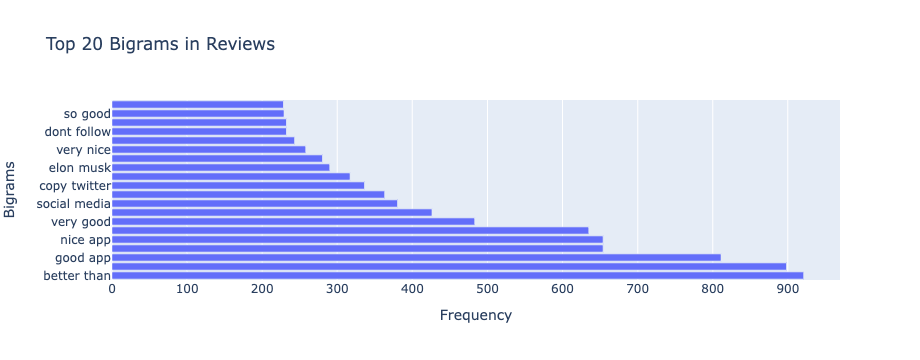 Top 20 Bigrams in Reviews
so good
dont follow
very nice
elon musk
copy twitter
social media
very good
nice app
good app
better than
0 100 200 300 400 500 600 700 800 900
Frequency
Bigrams